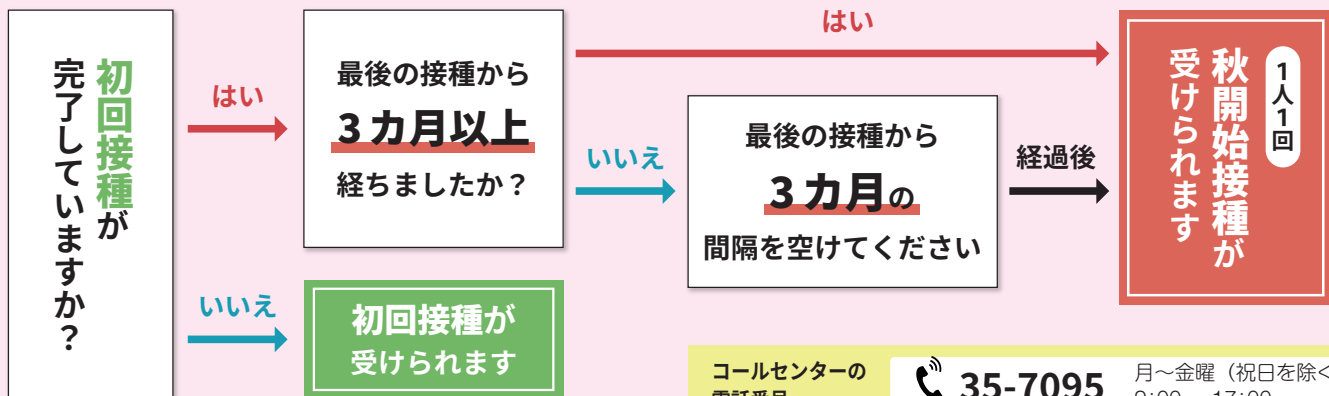 初回接種が
完了していますか？
はい
いいえ
最後の接種から
３カ月以上
経ちましたか？
初回接種が
受けられます
はい
いいえ
最後の接種から
３カ月の
間隔を空けてください
経過後
1人1回
秋開始接種が
受けられます
コールセンターの
電話番号
35-7095
月～金曜（祝日を除く